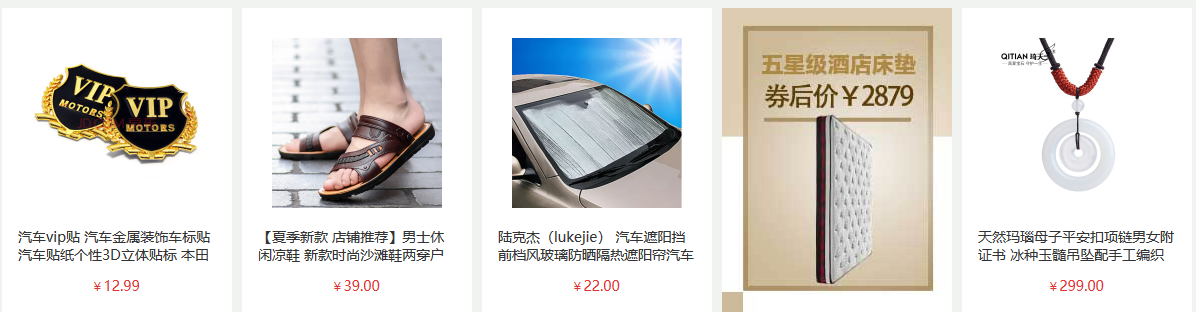 VIP
MOTORS
VIP
MOTORS
汽车vip贴 汽车金属装饰车标贴
汽车贴纸个性3D立体贴标 本田
￥12.99
【夏季新款 店铺推荐】男士休
闲凉鞋 新款时尚沙滩鞋两穿户
￥39.00
陆克杰（lukejie） 汽车遮阳挡
前档风玻璃防晒隔热遮阳帘汽车
￥22.00
五星级酒店床垫
券后价￥2879
QITIAN 琦天
天然玛瑙母子平安扣项链男女附
证书 冰种玉髓吊坠配手工编织
￥299.00